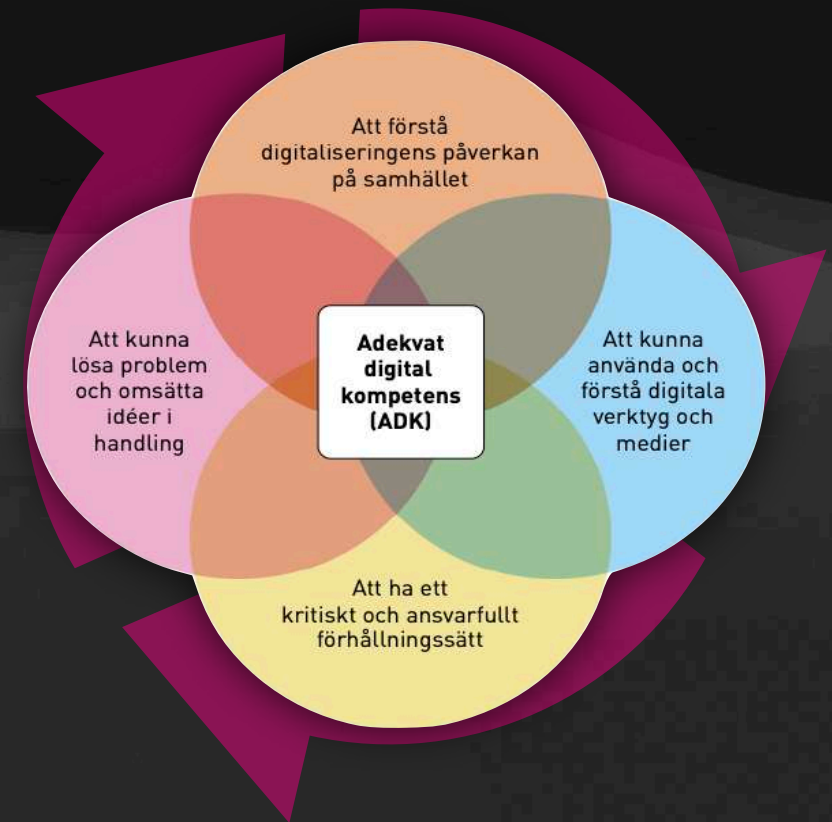 Att förstå
digitaliseringens påverkan
på samhället
Att kunna
lösa problem
och omsätta
idéer i
handling
Adekvat
digital
kompetens
(ADK)
Att kunna
använda och
förstå digitala
verktyg och
medier
Att ha ett
kritiskt och ansvarfullt
förhållningssätt